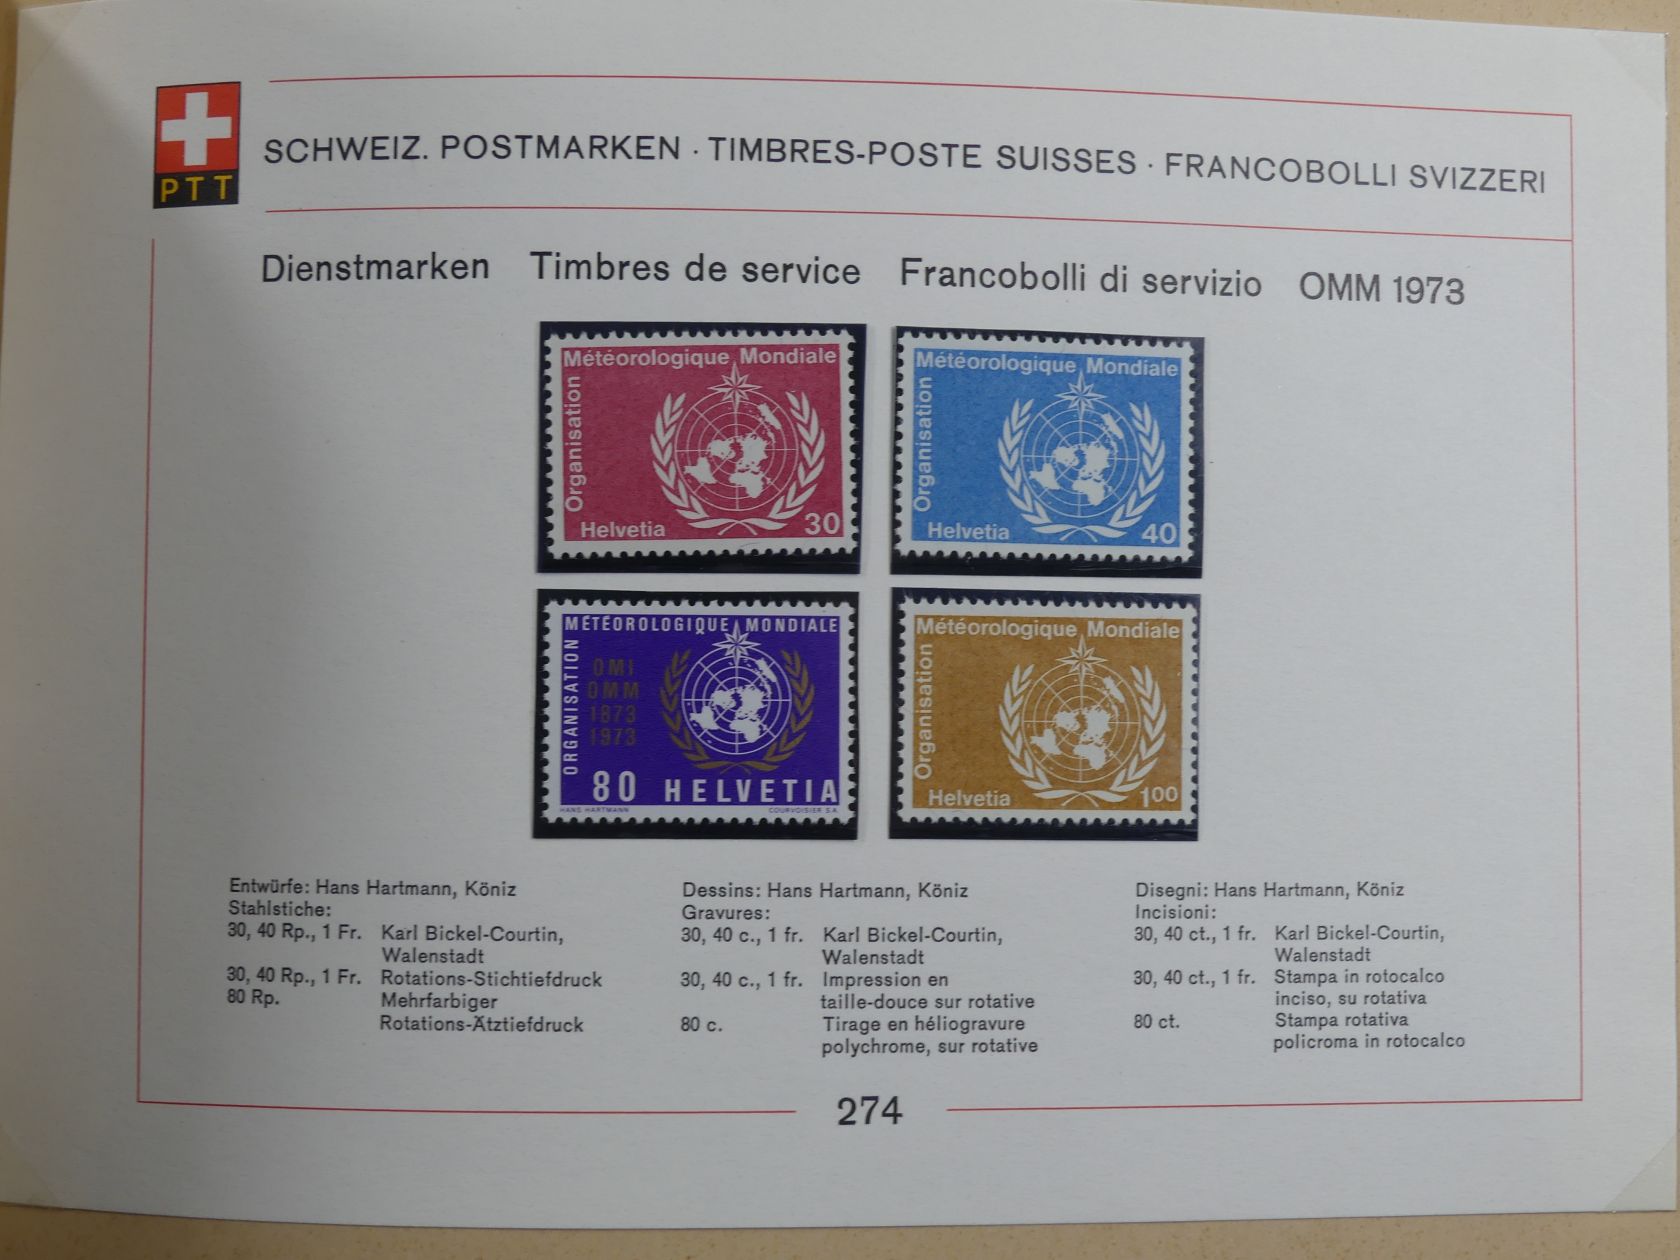 PTT
SCHWEIZ. POSTMARKEN · TIMBRES-POSTE SUISSES · FRANCOBOLLI SVIZZERI
Dienstmarken Timbres de service Francobolli di servizio OMM 1973
Météorologique Mondiale
Organisation
Helvetia 30
Météorologique Mondiale
Organisation
Helvetia 40
MÉTÉOROLOGIQUE MONDIALE
ORGANISATION
OMI
OMM
1873
1973
80 HELVETIA
HANS HARTMANN COURVOISIER S.A.
Météorologique Mondiale
Organisation
Helvetia 100
Entwürfe: Hans Hartmann, Köniz
Stahlstiche:
30, 40 Rp., 1 Fr. Karl Bickel-Courtin,
Walenstadt
30, 40 Rp., 1 Fr. Rotations-Stichtiefdruck
80 Rp. Mehrfarbiger
Rotations-Ätztiefdruck
Dessins: Hans Hartmann, Köniz
Gravures:
30, 40 c., 1 fr. Karl Bickel-Courtin,
Walenstadt
30, 40 c., 1 fr. Impression en
taille-douce sur rotative
80 c. Tirage en héliogravure
polychrome, sur rotative
Disegni: Hans Hartmann, Köniz
Incisioni:
30, 40 ct., 1 fr. Karl Bickel-Courtin,
Walenstadt
30, 40 ct., 1 fr. Stampa in rotocalco
inciso, su rotativa
80 ct. Stampa rotativa
policroma in rotocalco
274